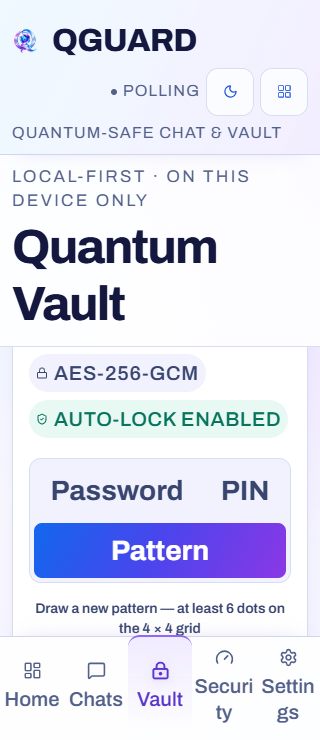 QGUARD
• POLLING
QUANTUM-SAFE CHAT & VAULT
LOCAL-FIRST · ON THIS
DEVICE ONLY
Quantum
Vault
AES-256-GCM
AUTO-LOCK ENABLED
Password PIN
Pattern
Draw a new pattern — at least 6 dots on
the 4 × 4 grid
Home Chats Vault Securi
ty Settin
gs